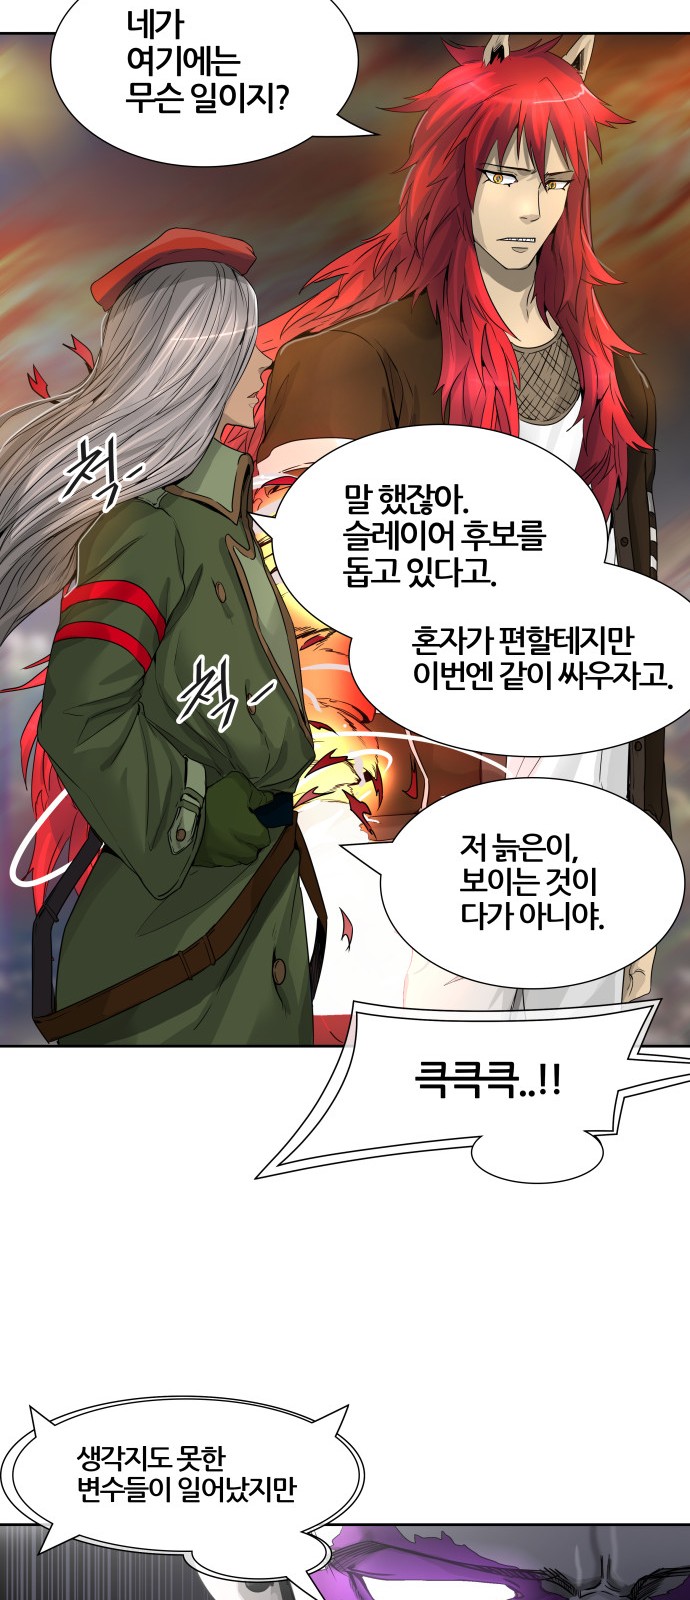 네가
여기에는
무슨 일이지?
척-
말 했잖아.
슬레이어 후보를
돕고 있다고.
혼자가 편할테지만
이번엔 같이 싸우자고.
척-
저 늙은이,
보이는 것이
다가 아니야.
큭큭큭..!!
생각지도 못한
변수들이 일어났지만